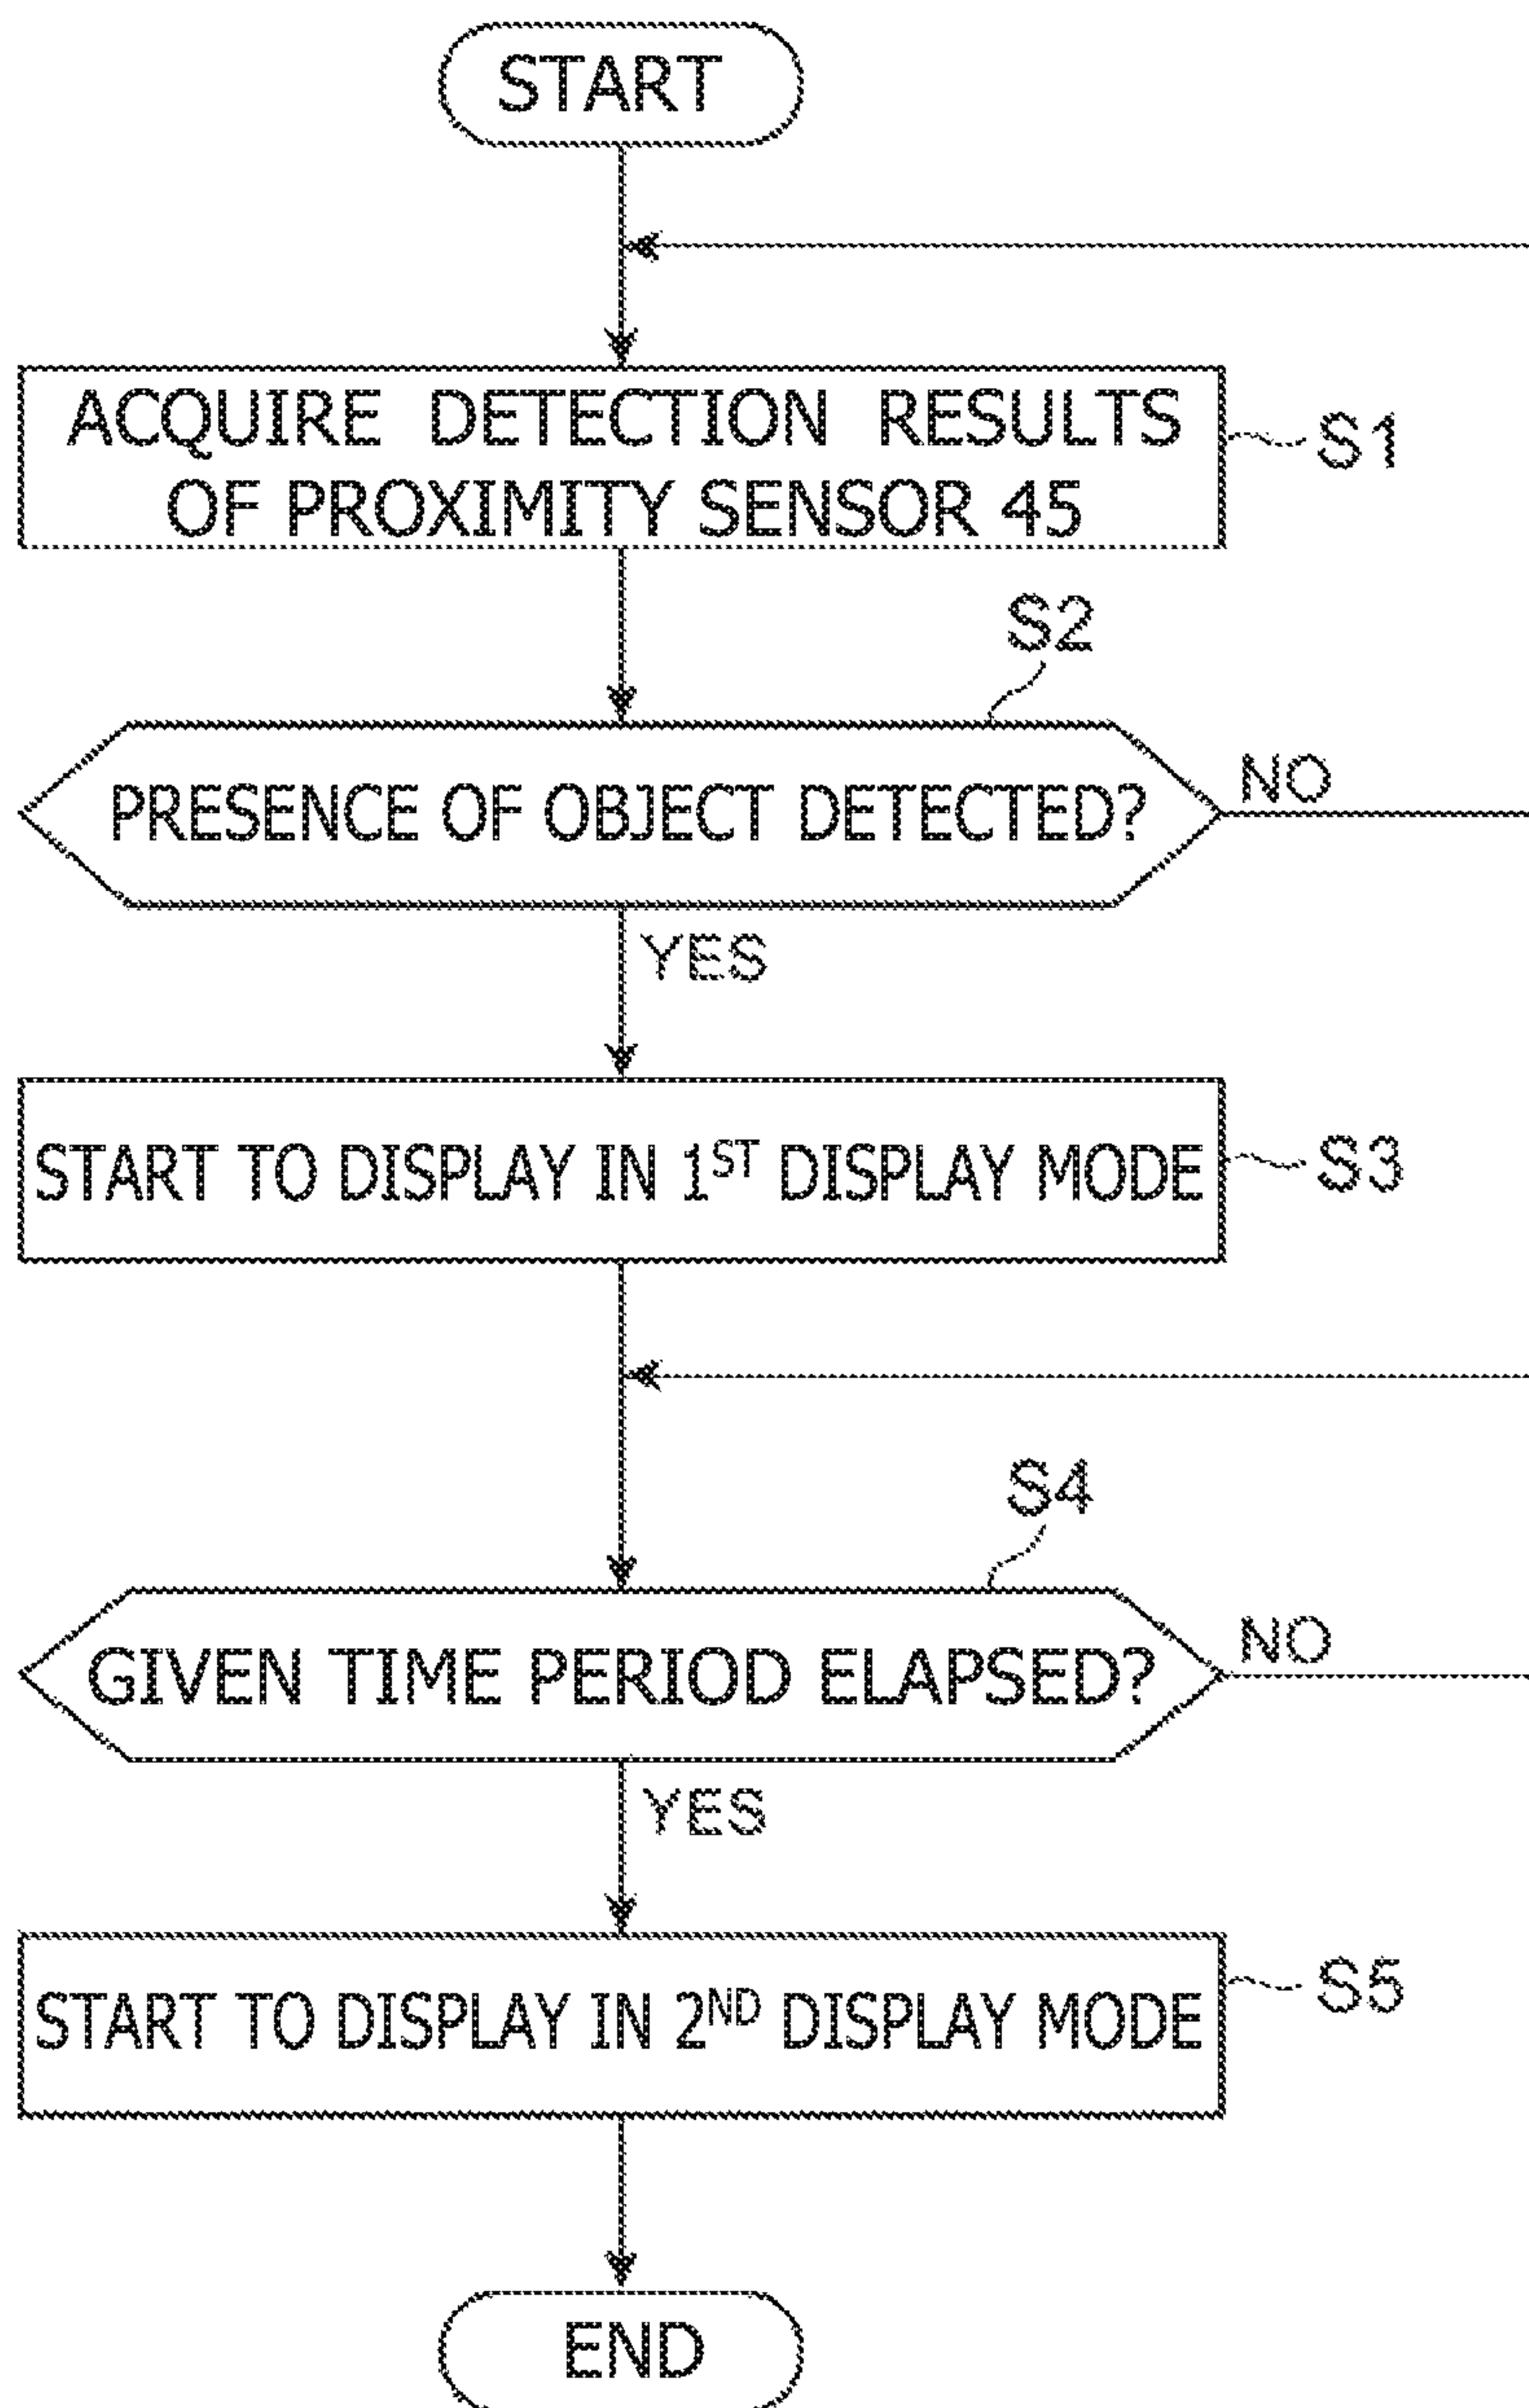 START
ACQUIRE DETECTION RESULTS
OF PROXIMITY SENSOR 45
S1
S2
PRESENCE OF OBJECT DETECTED?
NO
YES
START TO DISPLAY IN 1ST DISPLAY MODE
S3
S4
GIVEN TIME PERIOD ELAPSED?
NO
YES
START TO DISPLAY IN 2ND DISPLAY MODE
S5
END